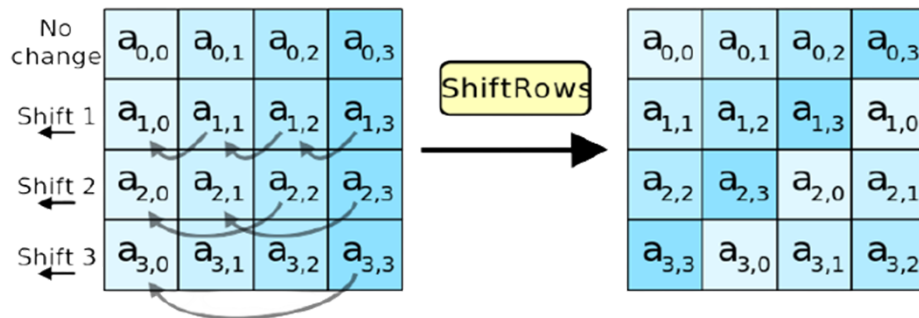 No
change
a0,0 a0,1 a0,2 a0,3
a0,0 a0,1 a0,2 a0,3
ShiftRows
Shift 1
a1,0 a1,1 a1,2 a1,3
a1,1 a1,2 a1,3 a1,0
Shift 2
a2,0 a2,1 a2,2 a2,3
a2,2 a2,3 a2,0 a2,1
Shift 3
a3,0 a3,1 a3,2 a3,3
a3,3 a3,0 a3,1 a3,2